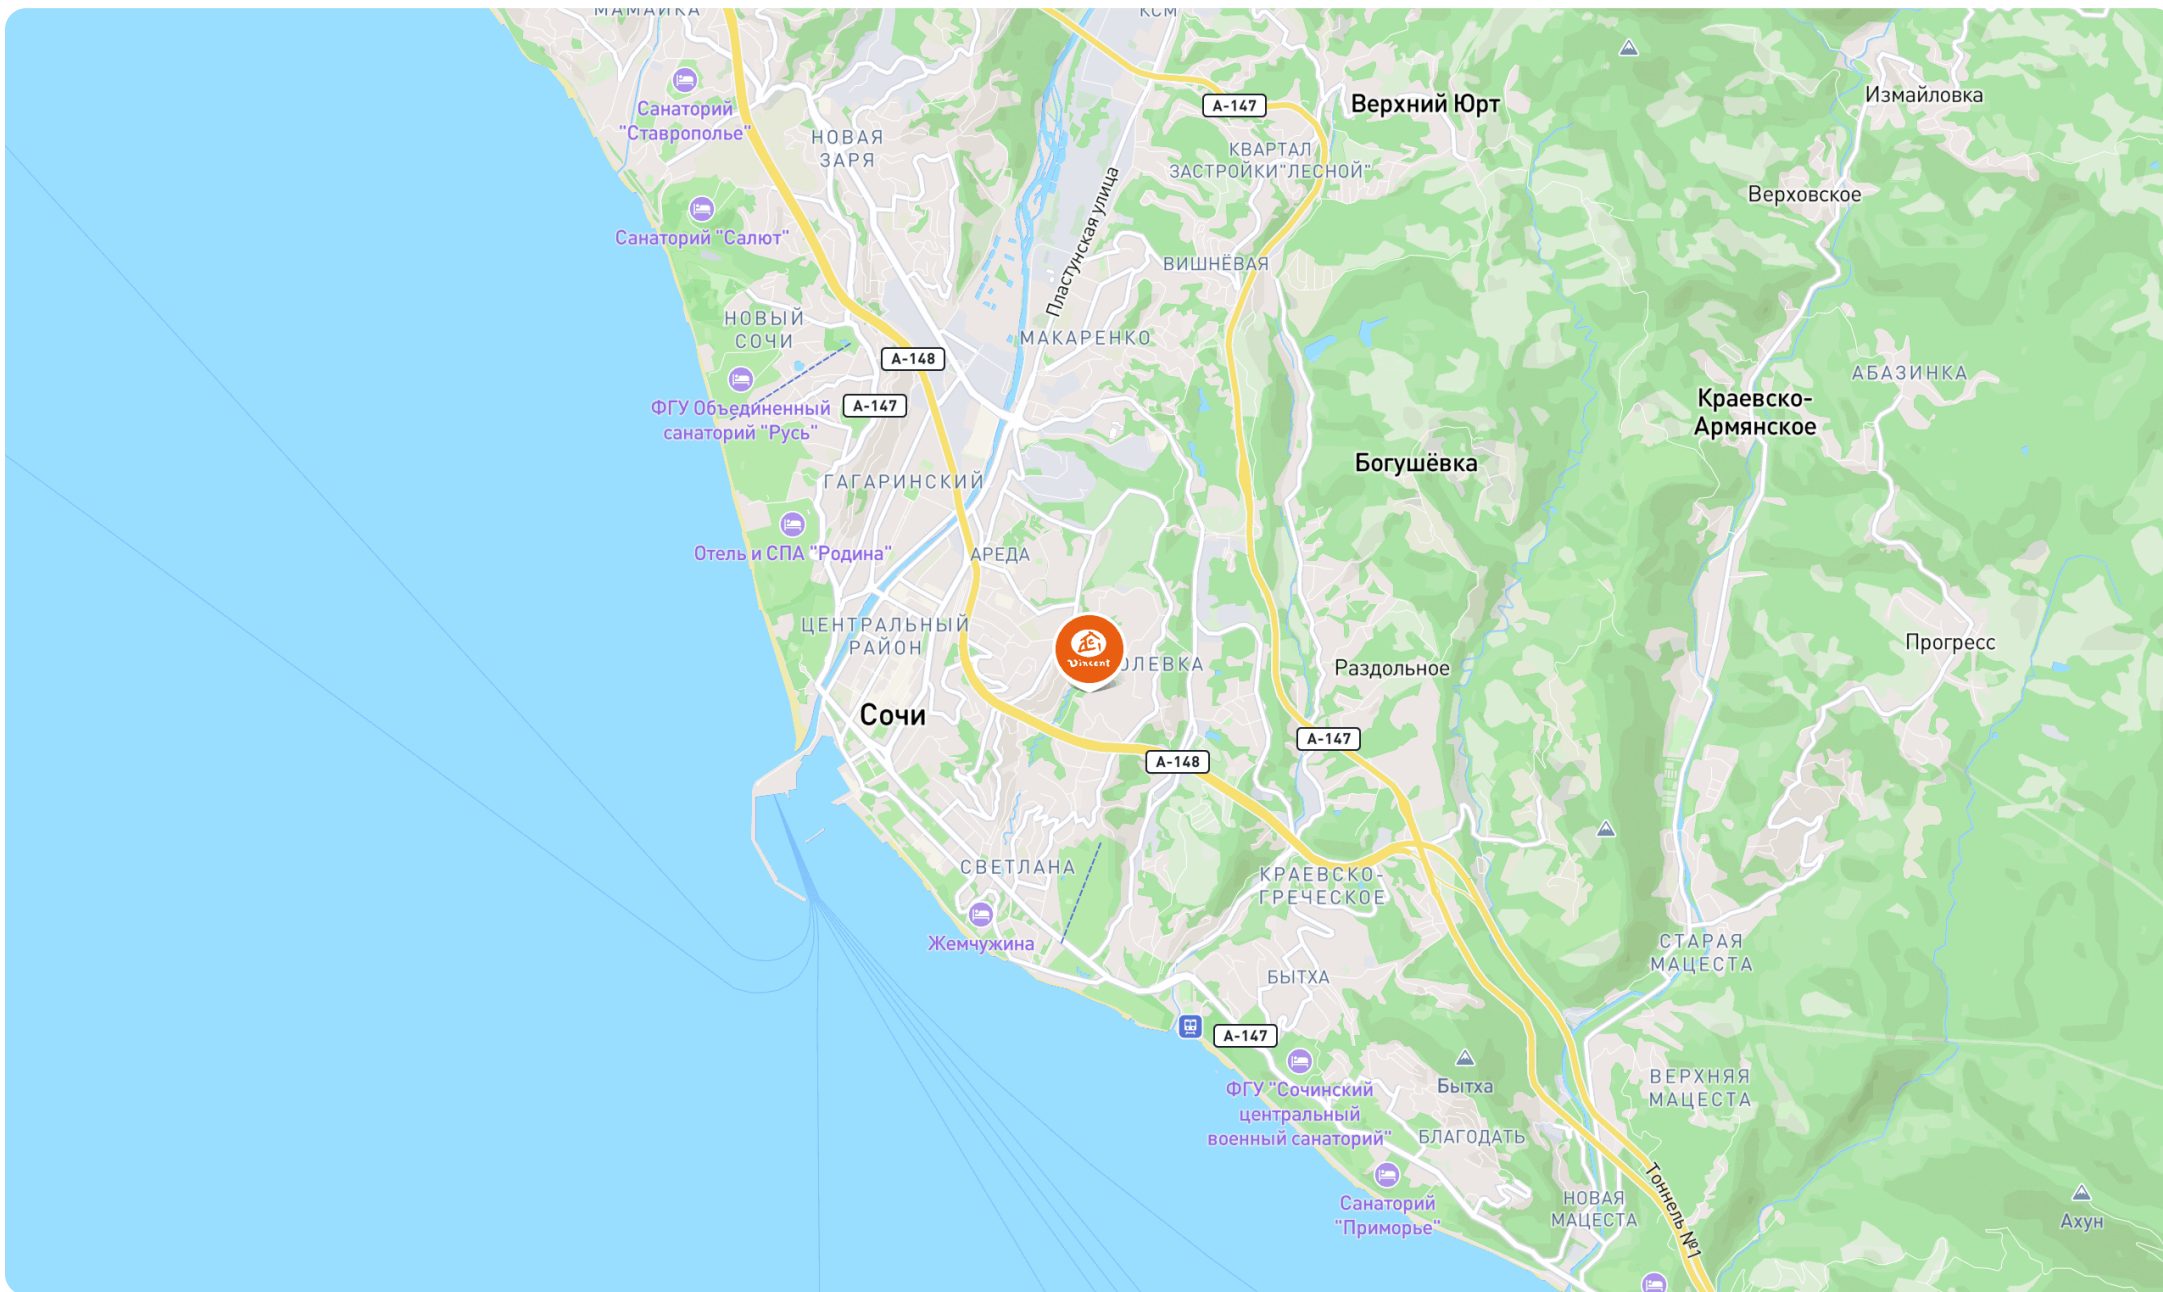 МАМАЙКА
КСМ
Санаторий
"Ставрополье"
НОВАЯ
ЗАРЯ
А-147
Верхний Юрт
Измайловка
КВАРТАЛ
ЗАСТРОЙКИ"ЛЕСНОЙ"
Верховское
Санаторий "Салют"
Пластунская улица
ВИШНЁВАЯ
НОВЫЙ
СОЧИ
МАКАРЕНКО
А-148
А-147
ФГУ Объединенный
санаторий "Русь"
АБАЗИНКА
Краевско-
Армянское
Богушёвка
ГАГАРИНСКИЙ
Отель и СПА "Родина"
АРЕДА
ЦЕНТРАЛЬНЫЙ
РАЙОН
Vincent
ОЛЕВКА
Раздольное
Прогресс
Сочи
А-148
А-147
СВЕТЛАНА
КРАЕВСКО-
ГРЕЧЕСКОЕ
Жемчужина
СТАРАЯ
МАЦЕСТА
БЫТХА
А-147
ФГУ "Сочинский
центральный
военный санаторий"
Бытха
ВЕРХНЯЯ
МАЦЕСТА
БЛАГОДАТЬ
Санаторий
"Приморье"
НОВАЯ
МАЦЕСТА
Тоннель №1
Ахун